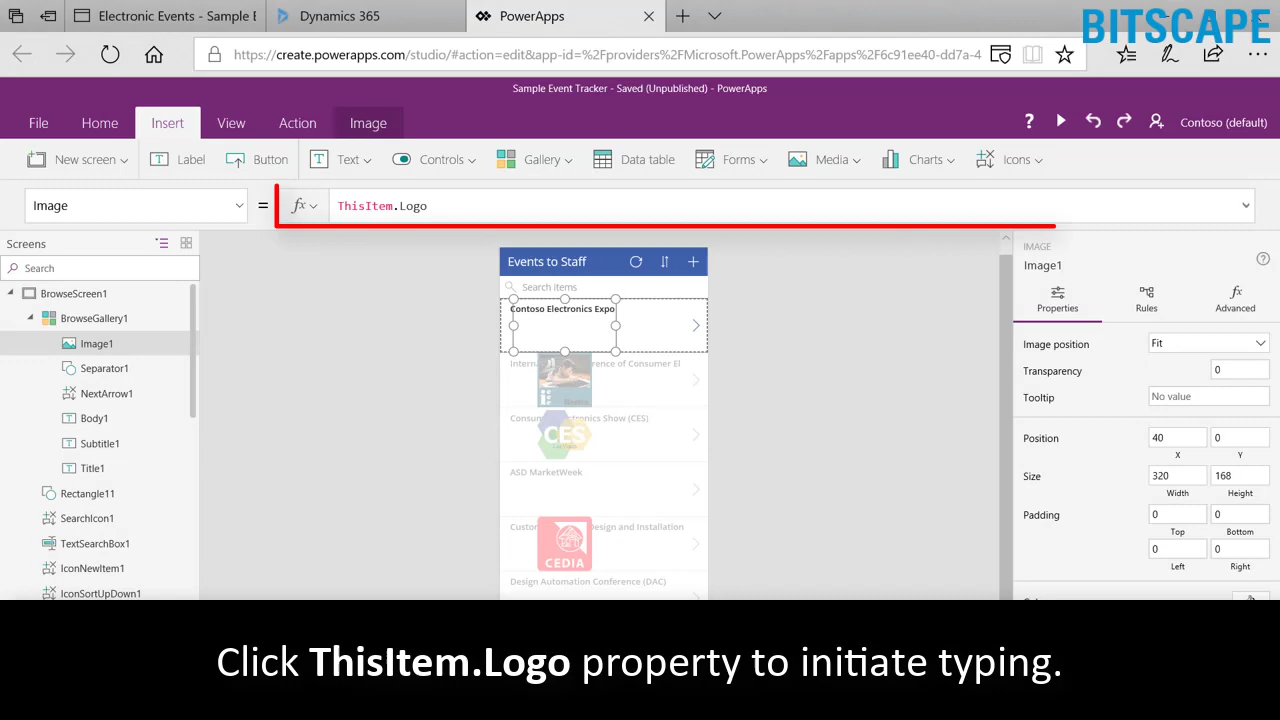 Electronic Events - Sample E
Dynamics 365
PowerApps
BITSCAPE
https://create.powerapps.com/studio/#action=edit&app-id=%2Fproviders%2FMicrosoft.PowerApps%2Fapps%2F6c91ee40-dd7a-4
Sample Event Tracker - Saved (Unpublished) - PowerApps
File Home Insert View Action Image
? Contoso (default)
New screen Label Button Text Controls Gallery Data table Forms Media Charts Icons
Image = fx ThisItem.Logo
Screens
Search
BrowseScreen1
BrowseGallery1
Image1
Separator1
NextArrow1
Body1
Subtitle1
Title1
Rectangle11
SearchIcon1
TextSearchBox1
IconNewItem1
IconSortUpDown1
Events to Staff
Search items
Contoso Electronics Expo
CES
ASD MarketWeek
Design and Installation
CEDIA
Design Automation Conference (DAC)
IMAGE
Image1
Properties Rules Advanced
Image position Fit
Transparency 0
Tooltip No value
Position 40 0
X Y
Size 320 168
Width Height
Padding 0 0
Top Bottom
0 0
Left Right
Click ThisItem.Logo property to initiate typing.